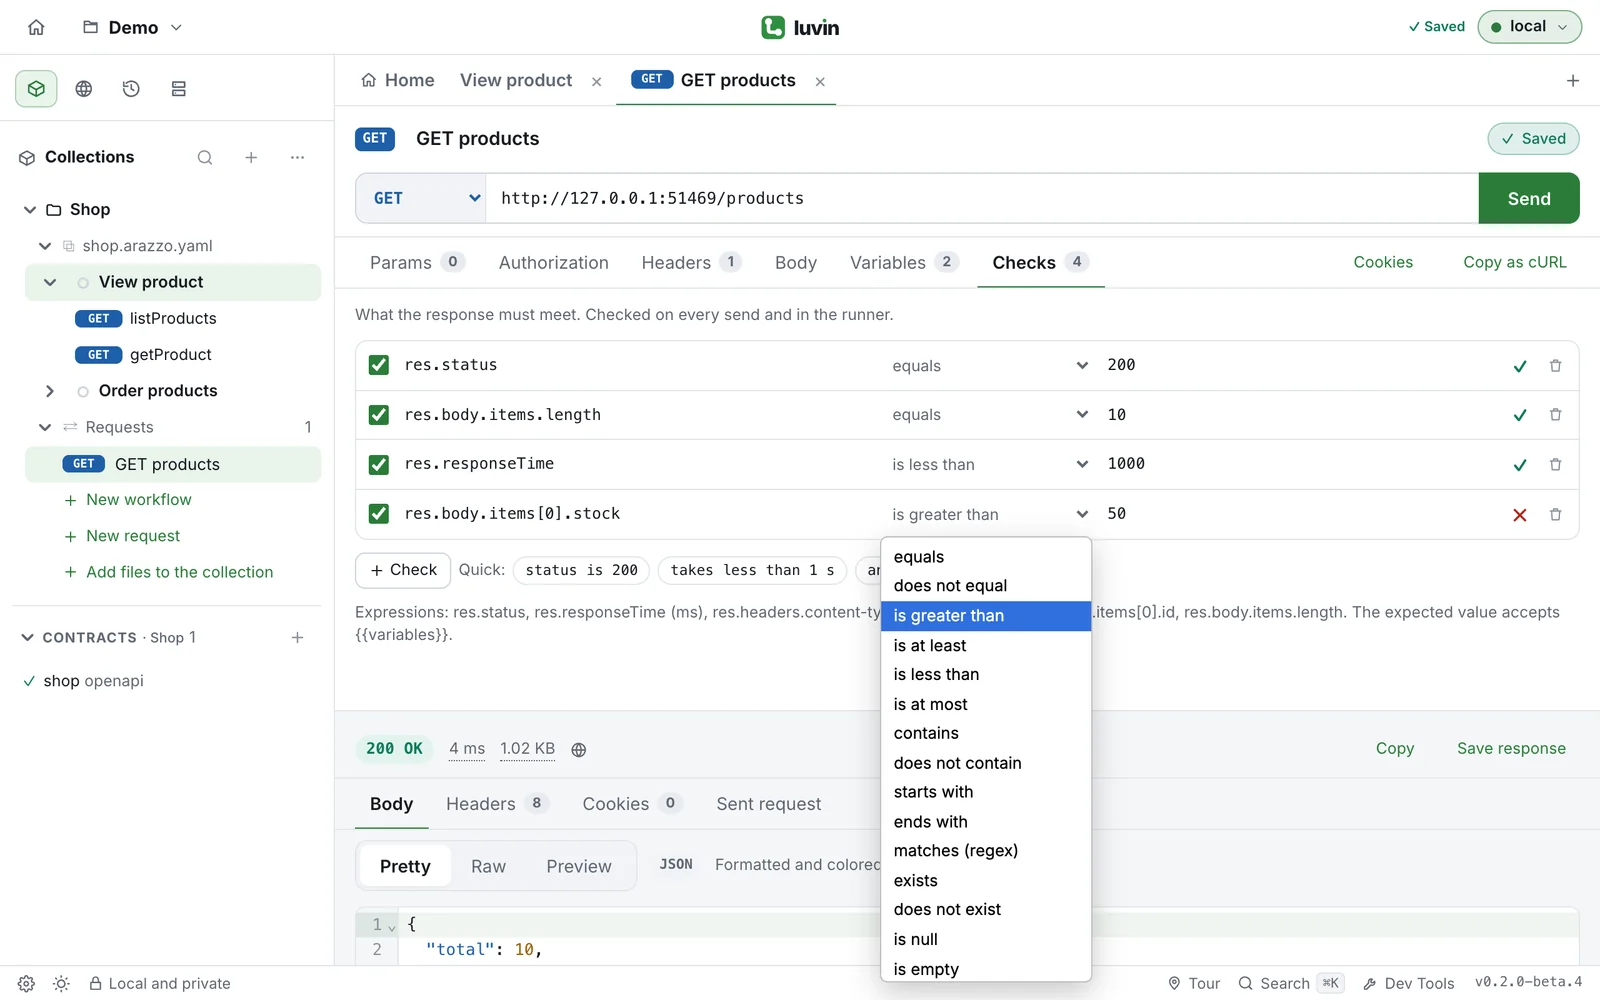 Demo
luvin
Saved
local
Home
View product
GET GET products
Collections
GET GET products
Saved
GET
http://127.0.0.1:51469/products
Send
Shop
shop.arazzo.yaml
View product
GET listProducts
GET getProduct
Order products
Requests 1
GET GET products
New workflow
New request
Add files to the collection
CONTRACTS · Shop 1
shop openapi
Params 0
Authorization
Headers 1
Body
Variables 2
Checks 4
Cookies
Copy as cURL
What the response must meet. Checked on every send and in the runner.
res.status equals 200
res.body.items.length equals 10
res.responseTime is less than 1000
res.body.items[0].stock is greater than 50
+ Check Quick: status is 200 takes less than 1 s
Expressions: res.status, res.responseTime (ms), res.headers.content-ty .items[0].id, res.body.items.length. The expected value accepts
{{variables}}.
equals
does not equal
is greater than
is at least
is less than
is at most
contains
does not contain
starts with
ends with
matches (regex)
exists
does not exist
is null
is empty
200 OK 4 ms 1.02 KB
Copy
Save response
Body
Headers 8
Cookies 0
Sent request
Pretty Raw Preview JSON Formatted and colored
1 {
2 "total": 10,
Local and private
Tour
Search ⌘K
Dev Tools
v0.2.0-beta.4